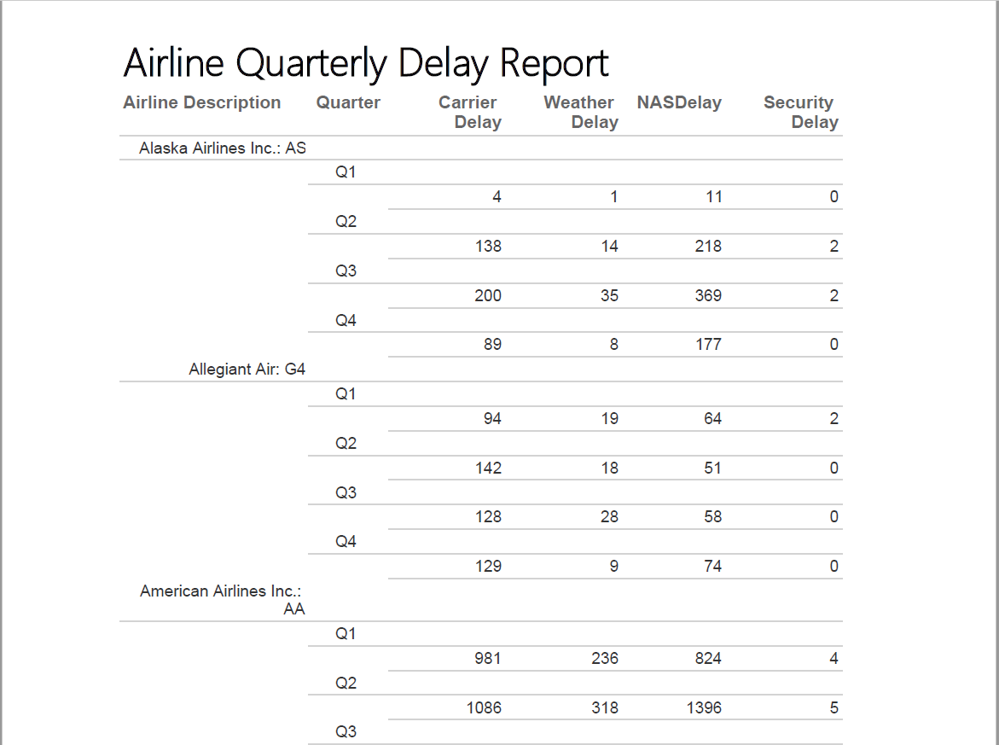 Airline Quarterly Delay Report
Airline Description Quarter Carrier Delay Weather Delay NASDelay Security Delay
Alaska Airlines Inc.: AS
Q1
4 1 11 0
Q2
138 14 218 2
Q3
200 35 369 2
Q4
89 8 177 0
Allegiant Air: G4
Q1
94 19 64 2
Q2
142 18 51 0
Q3
128 28 58 0
Q4
129 9 74 0
American Airlines Inc.:
AA
Q1
981 236 824 4
Q2
1086 318 1396 5
Q3